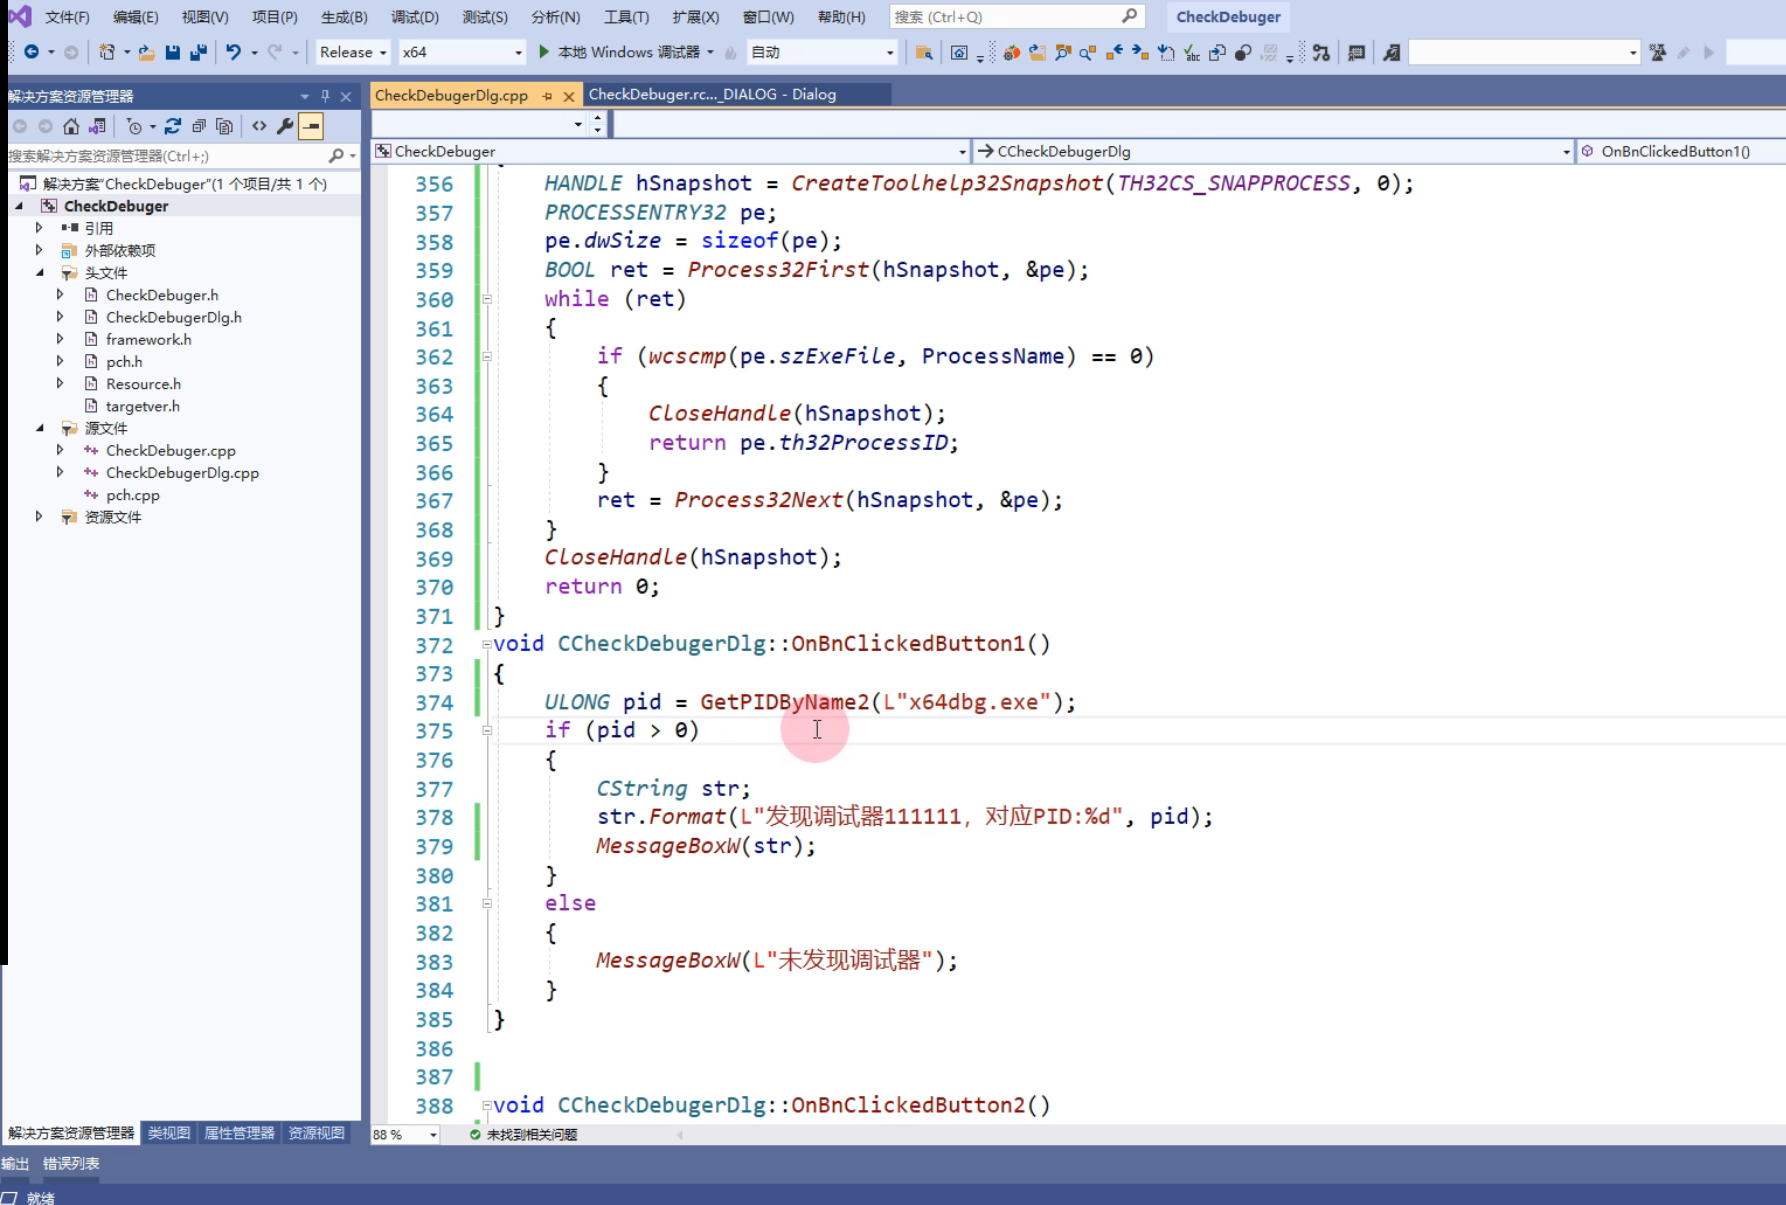 文件(F) 编辑(E) 视图(V) 项目(P) 生成(B) 调试(D) 测试(S) 分析(N) 工具(T) 扩展(X) 窗口(W) 帮助(H) 搜索 (Ctrl+Q) CheckDebuger
Release x64 本地 Windows 调试器 自动
解决方案资源管理器
CheckDebugerDlg.cpp CheckDebuger.rc..._DIALOG - Dialog
搜索解决方案资源管理器(Ctrl+;)
CheckDebuger CCheckDebugerDlg OnBnClickedButton1()
解决方案"CheckDebuger"(1 个项目/共 1 个)
CheckDebuger
引用
外部依赖项
头文件
CheckDebuger.h
CheckDebugerDlg.h
framework.h
pch.h
Resource.h
targetver.h
源文件
CheckDebuger.cpp
CheckDebugerDlg.cpp
pch.cpp
资源文件
356 HANDLE hSnapshot = CreateToolhelp32Snapshot(TH32CS_SNAPPROCESS, 0);
357 PROCESSENTRY32 pe;
358 pe.dwSize = sizeof(pe);
359 BOOL ret = Process32First(hSnapshot, &pe);
360 while (ret)
361 {
362 if (wcscmp(pe.szExeFile, ProcessName) == 0)
363 {
364 CloseHandle(hSnapshot);
365 return pe.th32ProcessID;
366 }
367 ret = Process32Next(hSnapshot, &pe);
368 }
369 CloseHandle(hSnapshot);
370 return 0;
371 }
372 void CCheckDebugerDlg::OnBnClickedButton1()
373 {
374 ULONG pid = GetPIDByName2(L"x64dbg.exe");
375 if (pid > 0)
376 {
377 CString str;
378 str.Format(L"发现调试器111111，对应PID:%d", pid);
379 MessageBoxW(str);
380 }
381 else
382 {
383 MessageBoxW(L"未发现调试器");
384 }
385 }
386
387
388 void CCheckDebugerDlg::OnBnClickedButton2()
解决方案资源管理器 类视图 属性管理器 资源视图 88 % 未找到相关问题
输出 错误列表
就绪